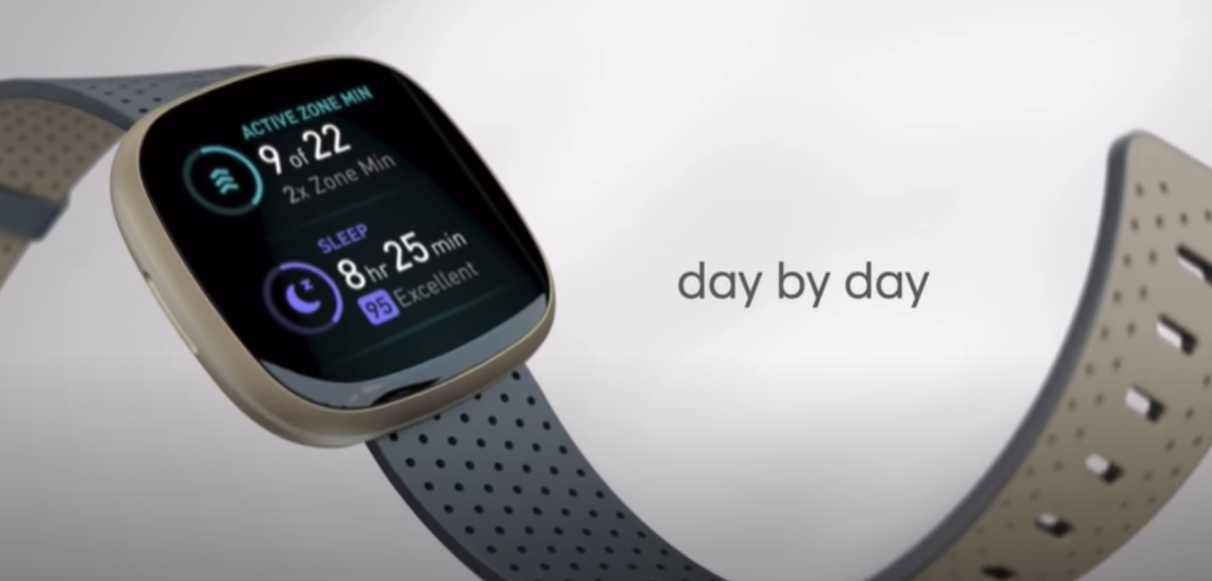 ACTIVE ZONE MIN
9 of 22
2x Zone Min
SLEEP
z
8 hr 25 min
95 Excellent
day by day